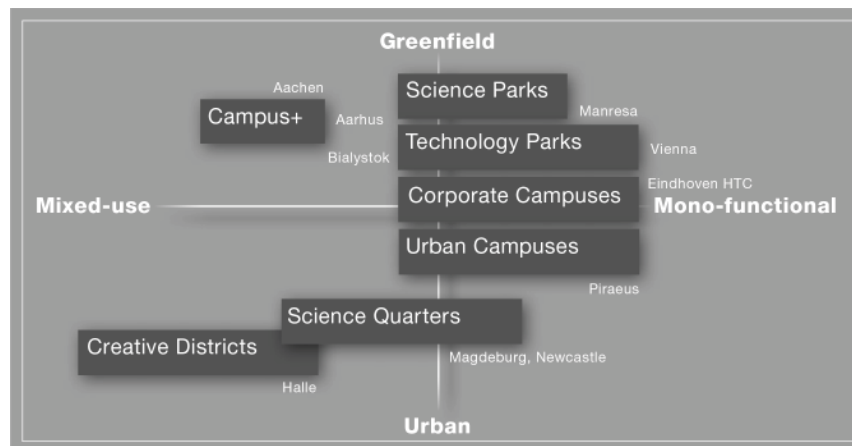 Greenfield
Aachen
Science Parks
Campus+
Aarhus
Manresa
Bialystok
Technology Parks
Vienna
Eindhoven HTC
Mixed-use
Corporate Campuses
Mono-functional
Urban Campuses
Piraeus
Science Quarters
Creative Districts
Magdeburg, Newcastle
Halle
Urban